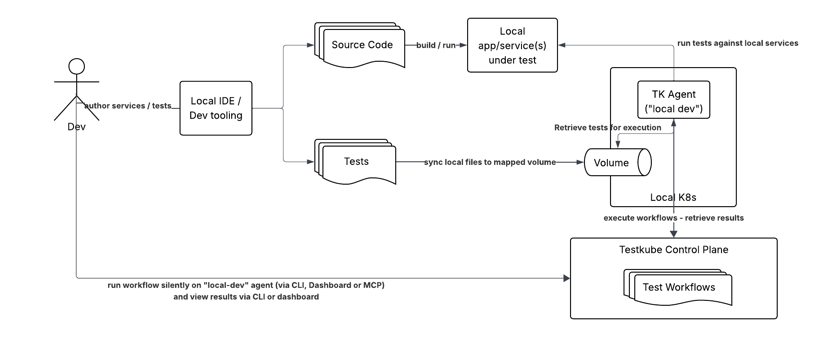 Source Code
build / run
Local
app/service(s)
under test
run tests against local services
author services / tests
Dev
Local IDE /
Dev tooling
TK Agent
("local dev")
Retrieve tests for execution
Tests
sync local files to mapped volume
Volume
Local K8s
execute workflows - retrieve results
Testkube Control Plane
Test Workflows
run workflow silently on "local-dev" agent (via CLI, Dashboard or MCP)
and view results via CLI or dashboard